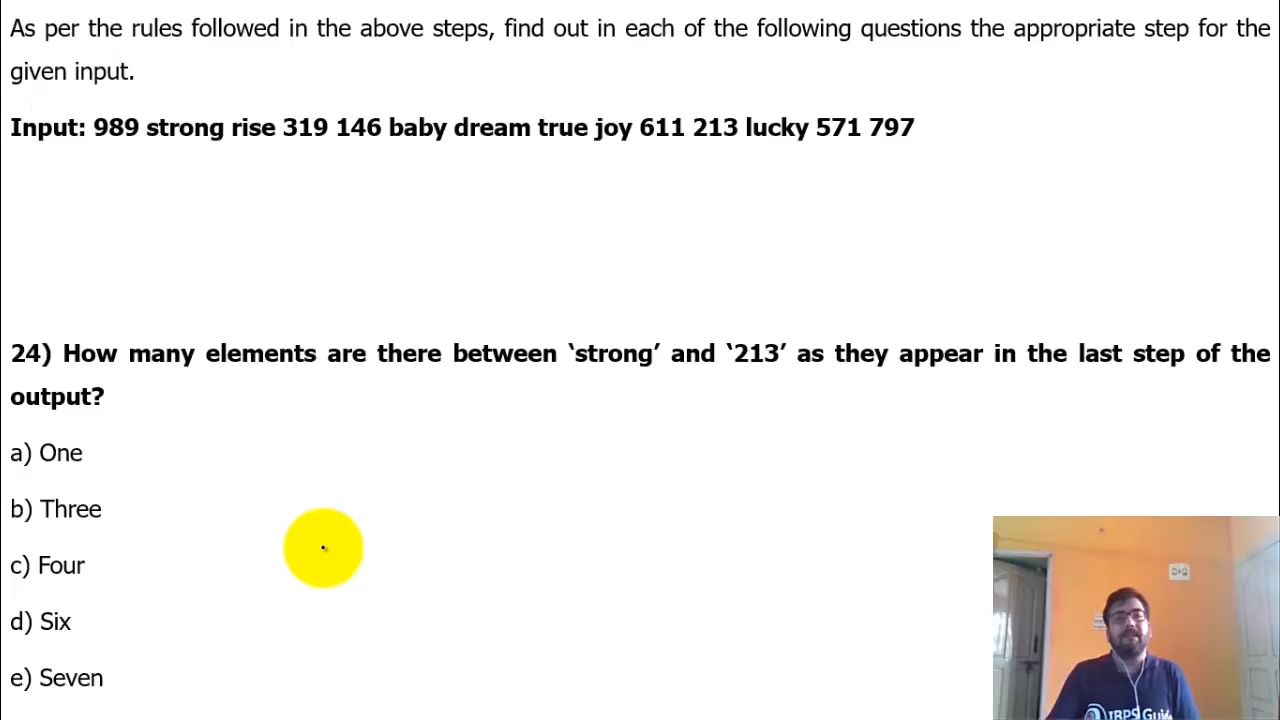 As per the rules followed in the above steps, find out in each of the following questions the appropriate step for the
given input.
Input: 989 strong rise 319 146 baby dream true joy 611 213 lucky 571 797
24) How many elements are there between ‘strong’ and ‘213’ as they appear in the last step of the
output?
a) One
b) Three
c) Four
d) Six
e) Seven
IBPS Guide